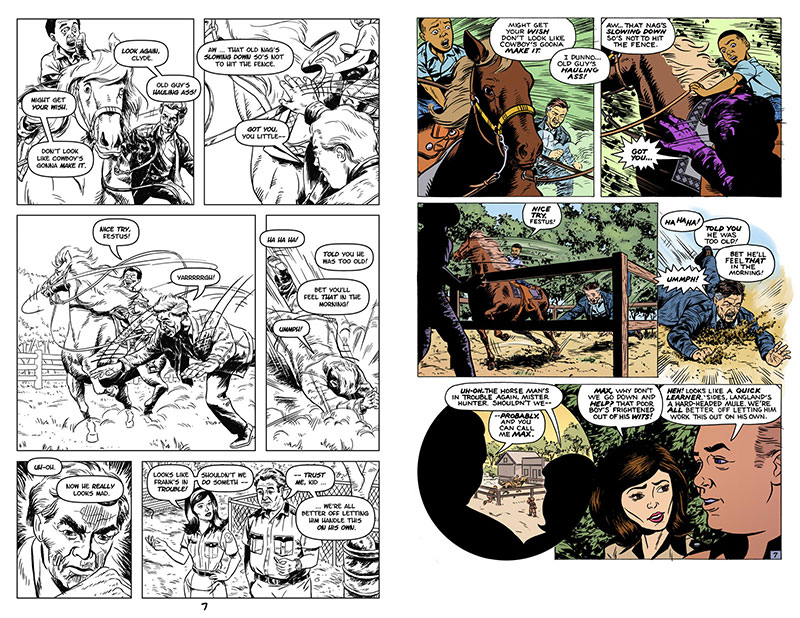 LOOK AGAIN,
CLYDE.
OLD GUY'S
HAULING ASS!
MIGHT GET
YOUR WISH.
DON'T LOOK
LIKE COWBOY'S
GONNA MAKE IT.
AW ... THAT OLD NAG'S
SLOWING DOWN SO'S NOT
TO HIT THE FENCE.
GOT YOU,
YOU LITTLE--
NICE TRY,
FESTUS!
YARRRRRGH!
HA HA HA!
TOLD YOU HE
WAS TOO OLD!
BET YOU'LL
FEEL THAT IN THE
MORNING!
UMMPH!
UH-OH.
NOW HE REALLY
LOOKS MAD.
LOOKS LIKE
FRANK'S IN
TROUBLE!
SHOULDN'T WE
DO SOMETH --
-- TRUST
ME, KID ...
... WE'RE ALL
BETTER OFF LETTING
HIM HANDLE THIS
ON HIS OWN.
7
MIGHT GET
YOUR WISH
DON'T LOOK LIKE
COWBOY'S GONNA
MAKE IT.
I DUNNO...
OLD GUY'S
HAULING
ASS!
AW... THAT NAG'S
SLOWING DOWN
SO'S NOT TO HIT
THE FENCE.
GOT
YOU...
NICE
TRY,
FESTUS!
HA HA HA!
TOLD YOU
HE WAS
TOO OLD!
BET HE'LL
FEEL THAT
IN THE
MORNING!
UMMPH!
UH-OH. THE HORSE MAN'S
IN TROUBLE AGAIN, MISTER
HUNTER. SHOULDN'T WE--
--PROBABLY.
AND YOU
CAN CALL
ME MAX.
MAX, WHY DON'T
WE GO DOWN AND
HELP? THAT POOR
BOY'S FRIGHTENED
OUT OF HIS WITS!
HEH! LOOKS LIKE A QUICK
LEARNER. 'SIDES, LANGLAND'S
A HARD-HEADED MULE. WE'RE
ALL BETTER OFF LETTING HIM
WORK THIS OUT ON HIS OWN.
7